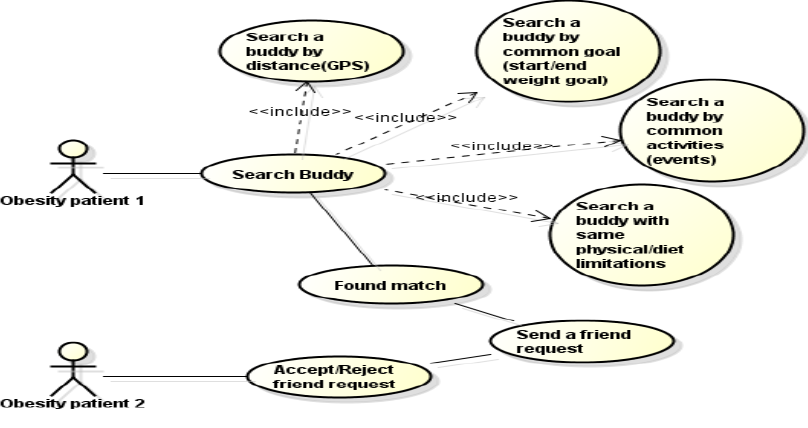 Search a
buddy by
distance(GPS)
Search a
buddy by
common goal
(start/end
weight goal)
<<include>>
<<include>>
Search a
buddy by
common
activities
(events)
<<include>>
Search Buddy
Obesity patient 1
<<include>>
Search a
buddy with
same
physical/diet
limitations
Found match
Send a friend
request
Accept/Reject
friend request
Obesity patient 2